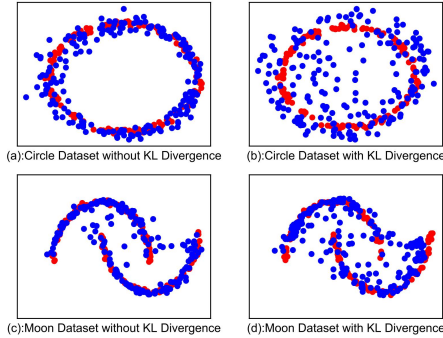 (a):Circle Dataset without KL Divergence
(b):Circle Dataset with KL Divergence
(c):Moon Dataset without KL Divergence
(d):Moon Dataset with KL Divergence